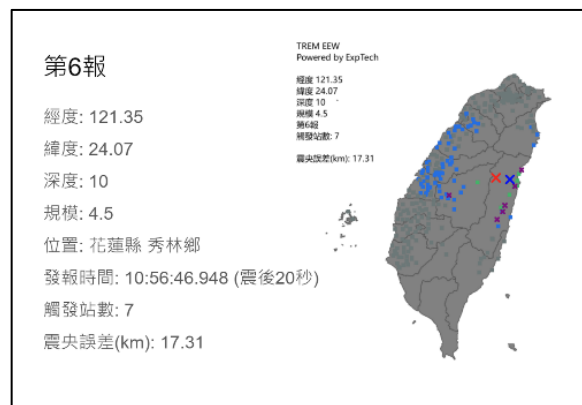 第6報
經度: 121.35
緯度: 24.07
深度: 10
規模: 4.5
位置: 花蓮縣 秀林鄉
發報時間: 10:56:46.948 (震後20秒)
觸發站數: 7
震央誤差(km): 17.31
TREM EEW
Powered by ExpTech
經度 121.35
緯度 24.07
深度 10
規模 4.5
第6報
觸發站數: 7
震央誤差(km): 17.31